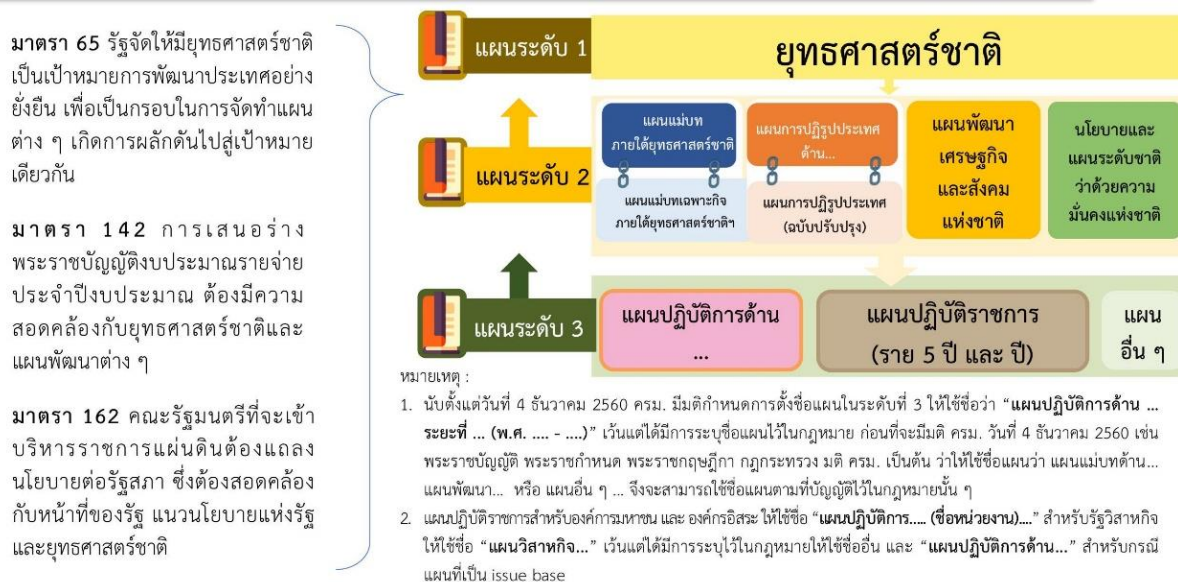 มาตรา 65 รัฐจัดให้มียุทธศาสตร์ชาติ
เป็นเป้าหมายการพัฒนาประเทศอย่าง
ยั่งยืน เพื่อเป็นกรอบในการจัดทำแผน
ต่าง ๆ เกิดการผลักดันไปสู่เป้าหมาย
เดียวกัน
มาตรา 142 การเสนอร่าง
พระราชบัญญัติงบประมาณรายจ่าย
ประจำปีงบประมาณ ต้องมีความ
สอดคล้องกับยุทธศาสตร์ชาติและ
แผนพัฒนาต่าง ๆ
มาตรา 162 คณะรัฐมนตรีที่จะเข้า
บริหารราชการแผ่นดินต้องแถลง
นโยบายต่อรัฐสภา ซึ่งต้องสอดคล้อง
กับหน้าที่ของรัฐ แนวนโยบายแห่งรัฐ
และยุทธศาสตร์ชาติ
แผนระดับ 1
ยุทธศาสตร์ชาติ
แผนระดับ 2
แผนแม่บท
ภายใต้ยุทธศาสตร์ชาติ
แผนแม่บทเฉพาะกิจ
ภายใต้ยุทธศาสตร์ชาติฯ
แผนการปฏิรูปประเทศ
ด้าน...
แผนการปฏิรูปประเทศ
(ฉบับปรับปรุง)
แผนพัฒนา
เศรษฐกิจ
และสังคม
แห่งชาติ
นโยบายและ
แผนระดับชาติ
ว่าด้วยความ
มั่นคงแห่งชาติ
แผนระดับ 3
แผนปฏิบัติการด้าน
...
แผนปฏิบัติราชการ
(ราย 5 ปี และ ปี)
แผน
อื่น ๆ
หมายเหตุ :
1. นับตั้งแต่วันที่ 4 ธันวาคม 2560 ครม. มีมติกำหนดการตั้งชื่อแผนในระดับที่ 3 ให้ใช้ชื่อว่า “แผนปฏิบัติการด้าน ...
ระยะที่ ... (พ.ศ. .... - ....)” เว้นแต่ได้มีการระบุชื่อแผนไว้ในกฎหมาย ก่อนที่จะมีมติ ครม. วันที่ 4 ธันวาคม 2560 เช่น
พระราชบัญญัติ พระราชกำหนด พระราชกฤษฎีกา กฎกระทรวง มติ ครม. เป็นต้น ว่าให้ใช้ชื่อแผนว่า แผนแม่บทด้าน...
แผนพัฒนา... หรือ แผนอื่น ๆ ... จึงจะสามารถใช้ชื่อแผนตามที่บัญญัติไว้ในกฎหมายนั้น ๆ
2. แผนปฏิบัติราชการสำหรับองค์การมหาชน และ องค์กรอิสระ ให้ใช้ชื่อ “แผนปฏิบัติการ..... (ชื่อหน่วยงาน)....” สำหรับรัฐวิสาหกิจ
ให้ใช้ชื่อ “แผนวิสาหกิจ...” เว้นแต่ได้มีการระบุไว้ในกฎหมายให้ใช้ชื่ออื่น และ “แผนปฏิบัติการด้าน...” สำหรับกรณี
แผนที่เป็น issue base